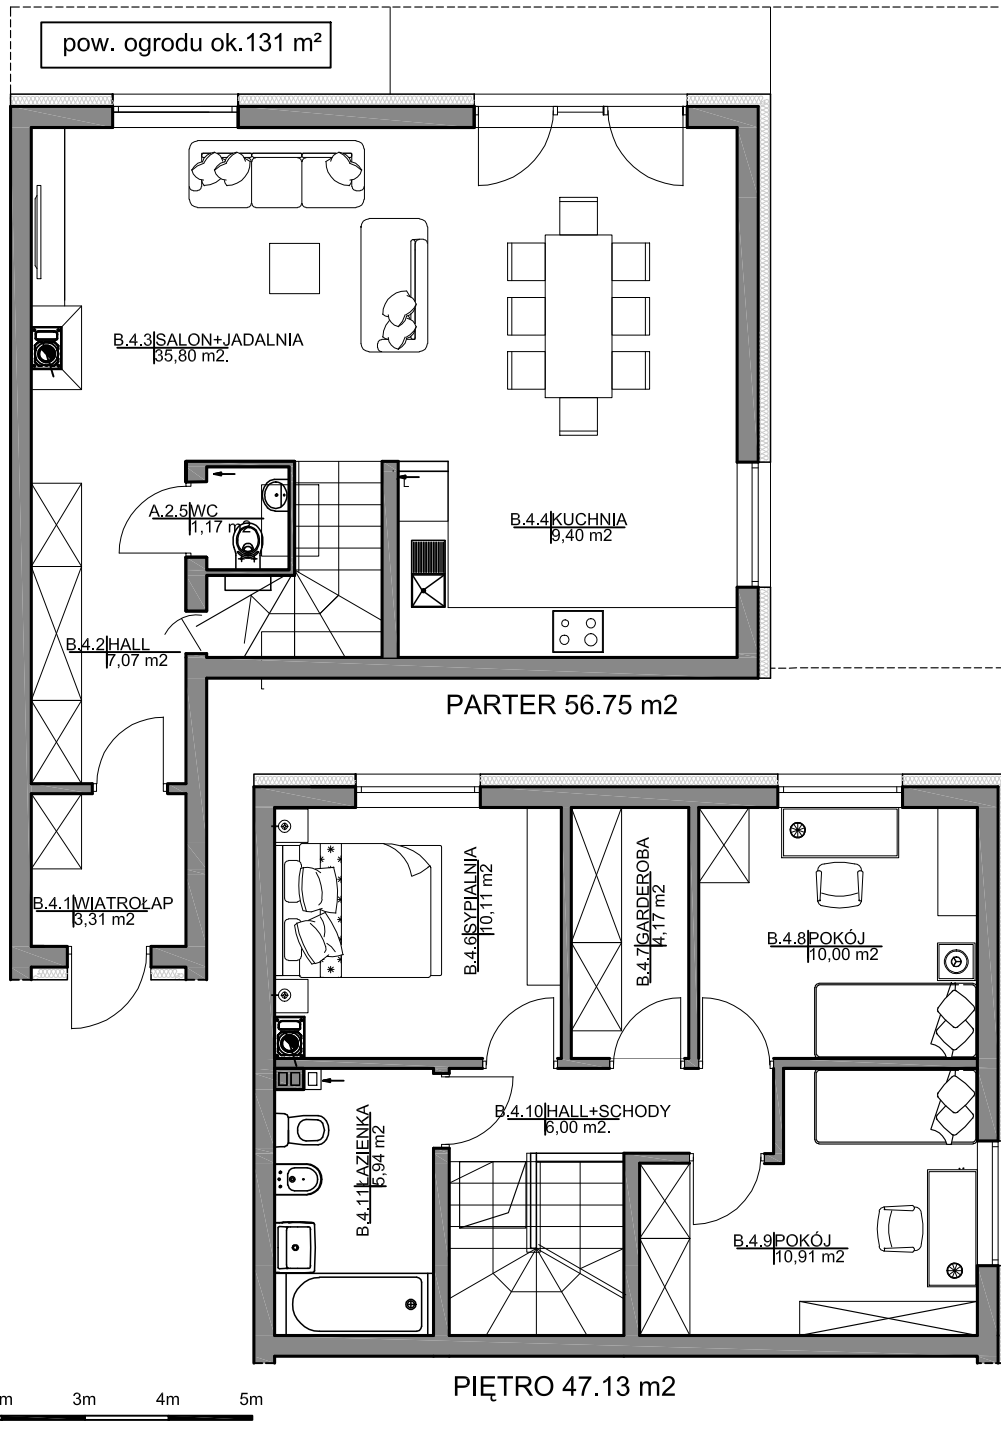 pow. ogrodu ok.131 m²
B.4.3 SALON+JADALNIA
35,80 m2.
A.2.5 WC
1,17 m2
B.4.4 KUCHNIA
9,40 m2
B.4.2 HALL
7,07 m2
PARTER 56.75 m2
B.4.1 WIATROŁAP
3,31 m2
B.4.6 SYPIALNIA
10,11 m2
B.4.7 GARDEROBA
4,17 m2
B.4.8 POKÓJ
10,00 m2
B.4.10 HALL+SCHODY
6,00 m2.
B.4.11 ŁAZIENKA
5,94 m2
B.4.9 POKÓJ
10,91 m2
PIĘTRO 47.13 m2
m 3m 4m 5m